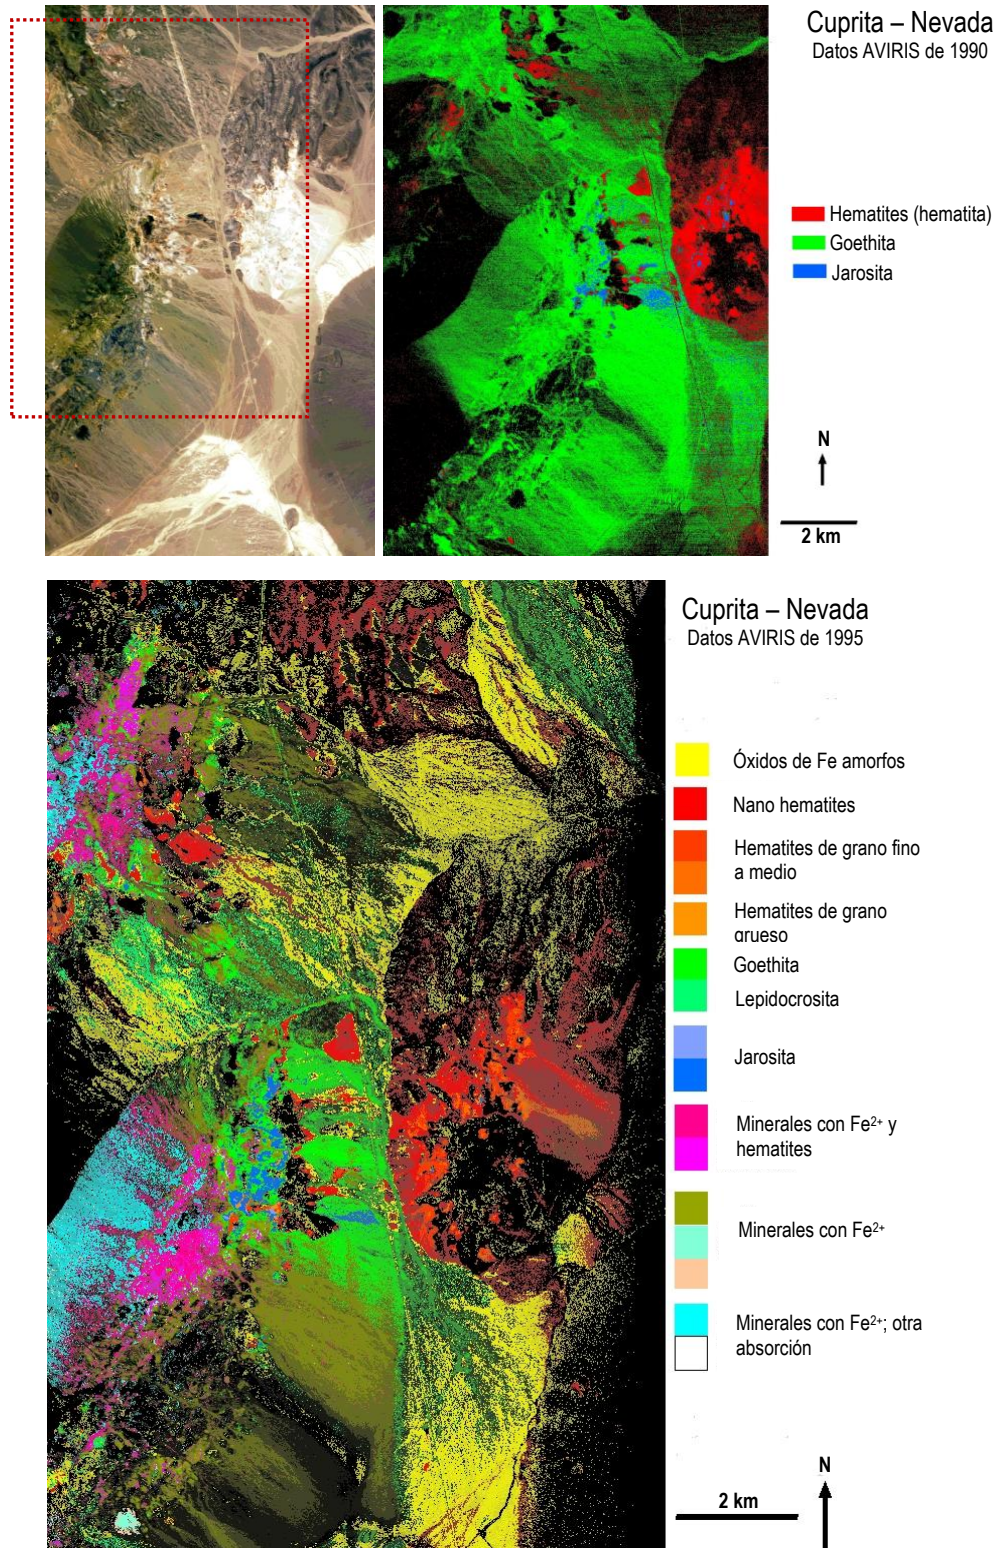 Cuprita – Nevada
Datos AVIRIS de 1990
Hematites (hematita)
Goethita
Jarosita
N
2 km
Cuprita – Nevada
Datos AVIRIS de 1995
Óxidos de Fe amorfos
Nano hematites
Hematites de grano fino
a medio
Hematites de grano
grueso
Goethita
Lepidocrosita
Jarosita
Minerales con Fe²⁺ y
hematites
Minerales con Fe²⁺
Minerales con Fe²⁺; otra
absorción
N
2 km